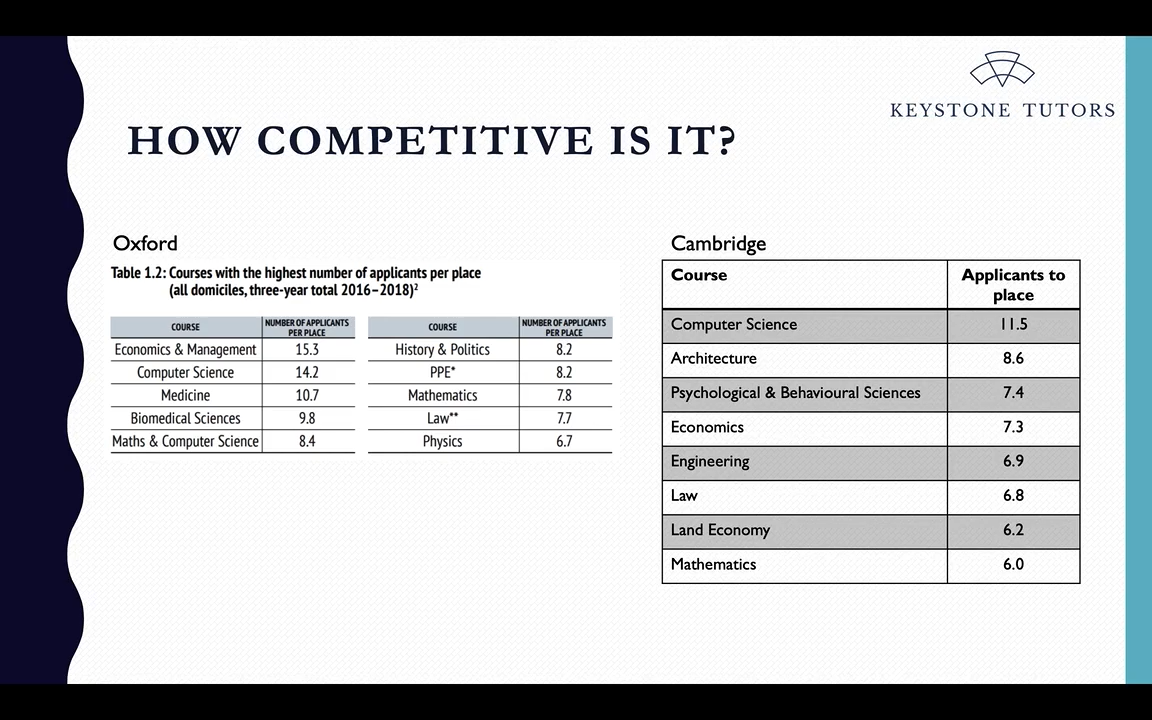 KEYSTONE TUTORS
HOW COMPETITIVE IS IT?
Oxford
Table 1.2: Courses with the highest number of applicants per place
(all domiciles, three-year total 2016–2018)²
COURSE NUMBER OF APPLICANTS PER PLACE
Economics & Management 15.3
Computer Science 14.2
Medicine 10.7
Biomedical Sciences 9.8
Maths & Computer Science 8.4
COURSE NUMBER OF APPLICANTS PER PLACE
History & Politics 8.2
PPE* 8.2
Mathematics 7.8
Law** 7.7
Physics 6.7
Cambridge
Course Applicants to place
Computer Science 11.5
Architecture 8.6
Psychological & Behavioural Sciences 7.4
Economics 7.3
Engineering 6.9
Law 6.8
Land Economy 6.2
Mathematics 6.0